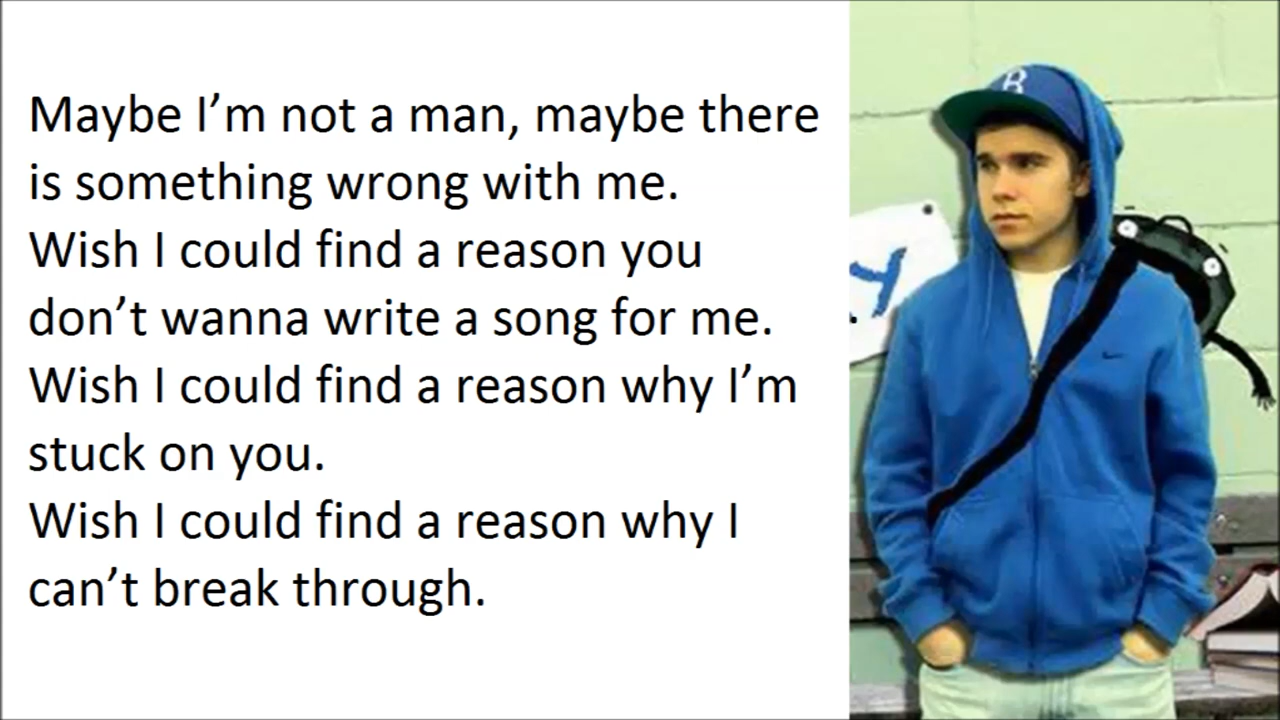 Maybe I’m not a man, maybe there
is something wrong with me.
Wish I could find a reason you
don’t wanna write a song for me.
Wish I could find a reason why I’m
stuck on you.
Wish I could find a reason why I
can’t break through.
B
Y